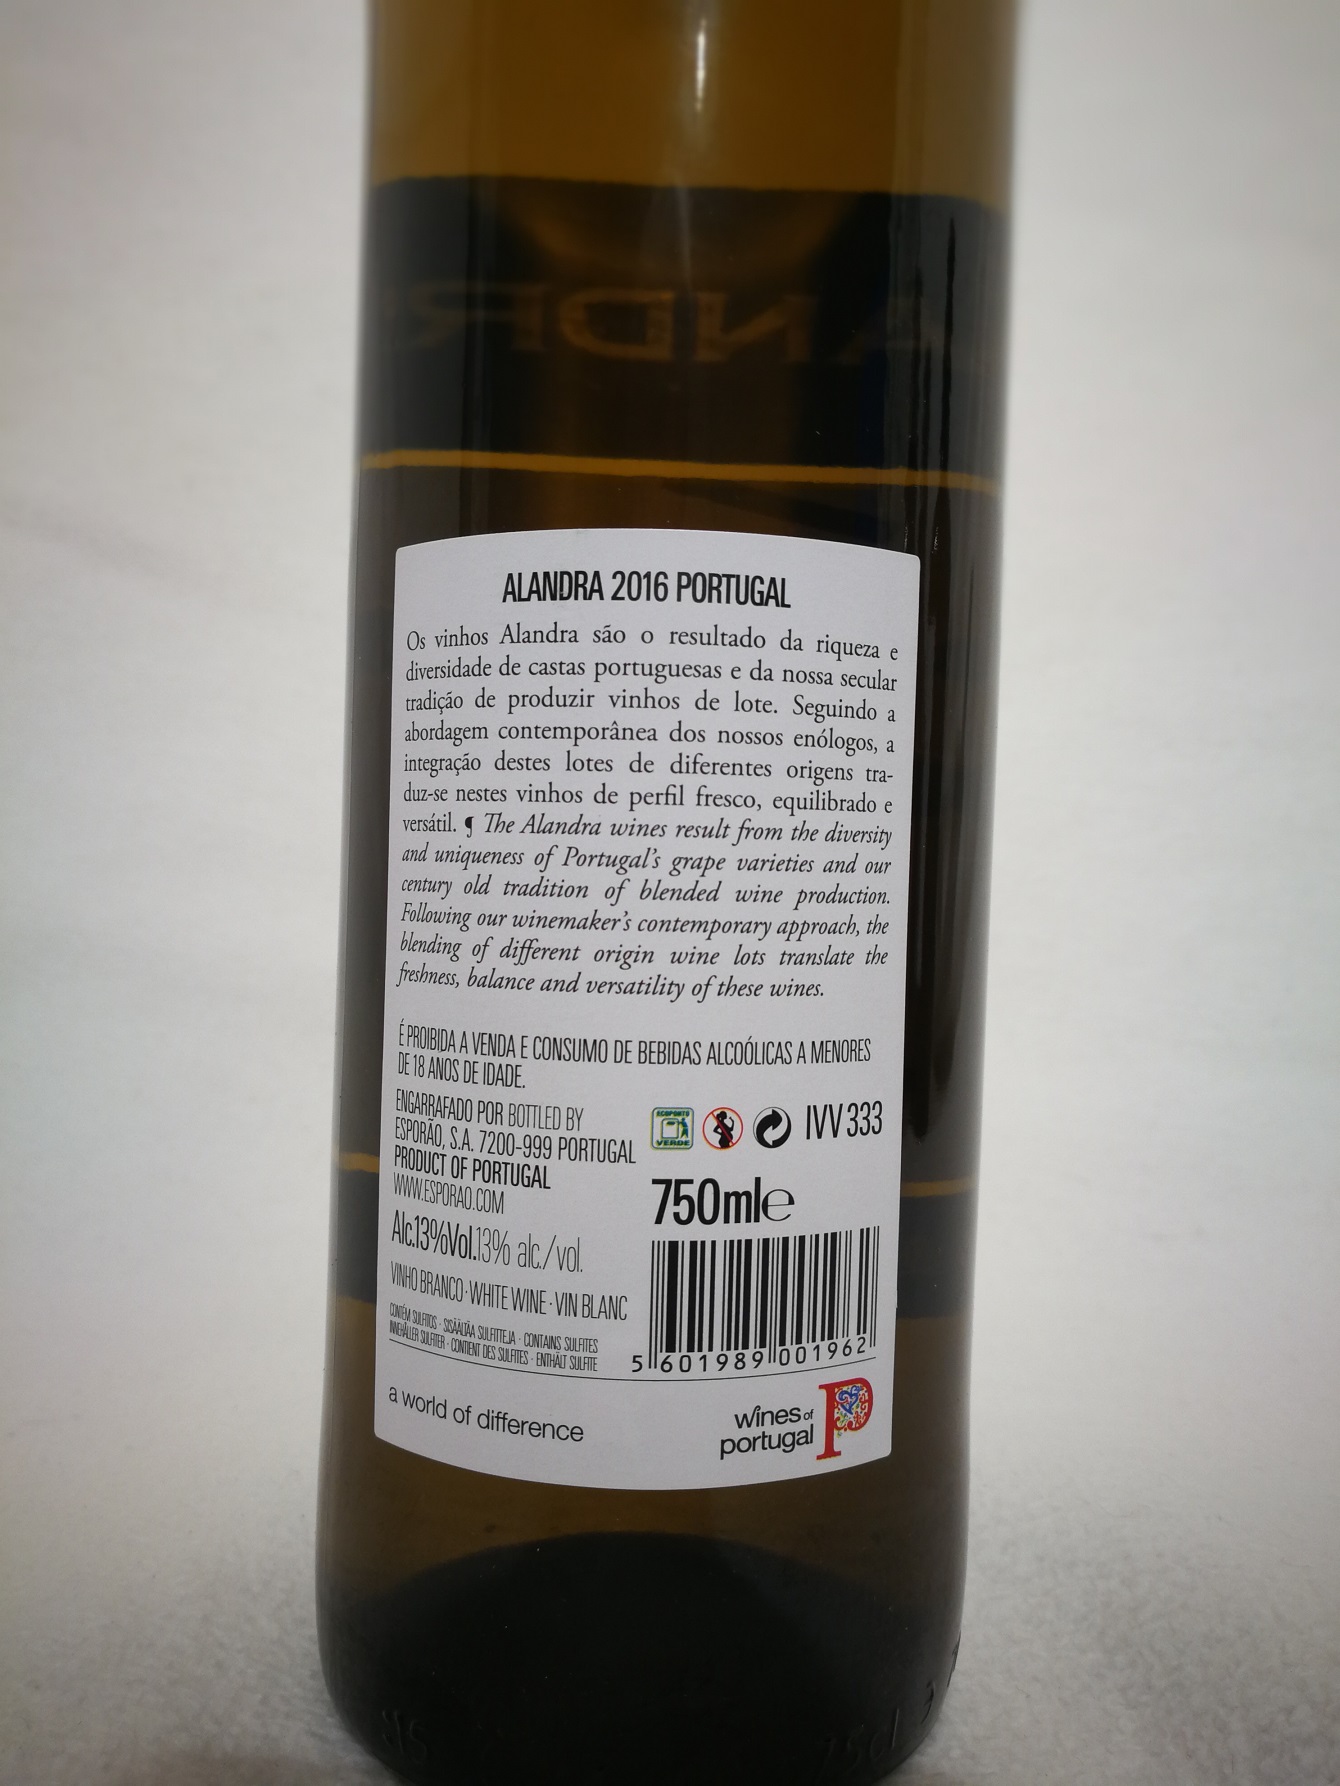 ANDR
ALANDRA 2016 PORTUGAL
Os vinhos Alandra são o resultado da riqueza e
diversidade de castas portuguesas e da nossa secular
tradição de produzir vinhos de lote. Seguindo a
abordagem contemporânea dos nossos enólogos, a
integração destes lotes de diferentes origens tra-
duz-se nestes vinhos de perfil fresco, equilibrado e
versátil. ¶ The Alandra wines result from the diversity
and uniqueness of Portugal's grape varieties and our
century old tradition of blended wine production.
Following our winemaker's contemporary approach, the
blending of different origin wine lots translate the
freshness, balance and versatility of these wines.
É PROIBIDA A VENDA E CONSUMO DE BEBIDAS ALCOÓLICAS A MENORES
DE 18 ANOS DE IDADE.
ENGARRAFADO POR BOTTLED BY
ESPORÃO, S.A. 7200-999 PORTUGAL
PRODUCT OF PORTUGAL
WWW.ESPORAO.COM
Alc.13%Vol.13% alc./vol.
VINHO BRANCO · WHITE WINE · VIN BLANC
CONTÉM SULFITOS · SISÄÄLTÄÄ SULFIITTEJA · CONTAINS SULFITES
INNEHÅLLER SULFITER · CONTIENT DES SULFITES · ENTHÄLT SULFITE
ECOPONTO
VERDE
IVV 333
750ml e
5 601989 001962
a world of difference
wines of
portugal
P
75cl